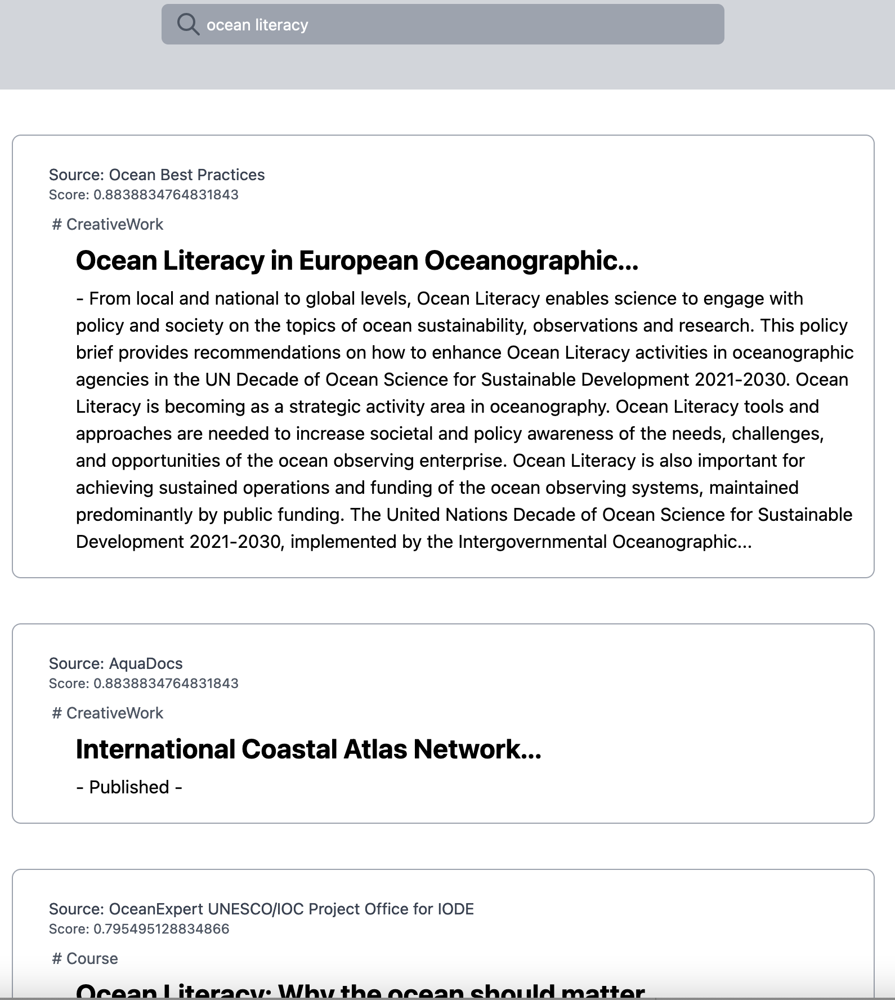 ocean literacy
Source: Ocean Best Practices
Score: 0.8838834764831843
# CreativeWork
Ocean Literacy in European Oceanographic...
- From local and national to global levels, Ocean Literacy enables science to engage with
policy and society on the topics of ocean sustainability, observations and research. This policy
brief provides recommendations on how to enhance Ocean Literacy activities in oceanographic
agencies in the UN Decade of Ocean Science for Sustainable Development 2021-2030. Ocean
Literacy is becoming as a strategic activity area in oceanography. Ocean Literacy tools and
approaches are needed to increase societal and policy awareness of the needs, challenges,
and opportunities of the ocean observing enterprise. Ocean Literacy is also important for
achieving sustained operations and funding of the ocean observing systems, maintained
predominantly by public funding. The United Nations Decade of Ocean Science for Sustainable
Development 2021-2030, implemented by the Intergovernmental Oceanographic...
Source: AquaDocs
Score: 0.8838834764831843
# CreativeWork
International Coastal Atlas Network...
- Published -
Source: OceanExpert UNESCO/IOC Project Office for IODE
Score: 0.795495128834866
# Course
Ocean Literacy: Why the ocean should matter